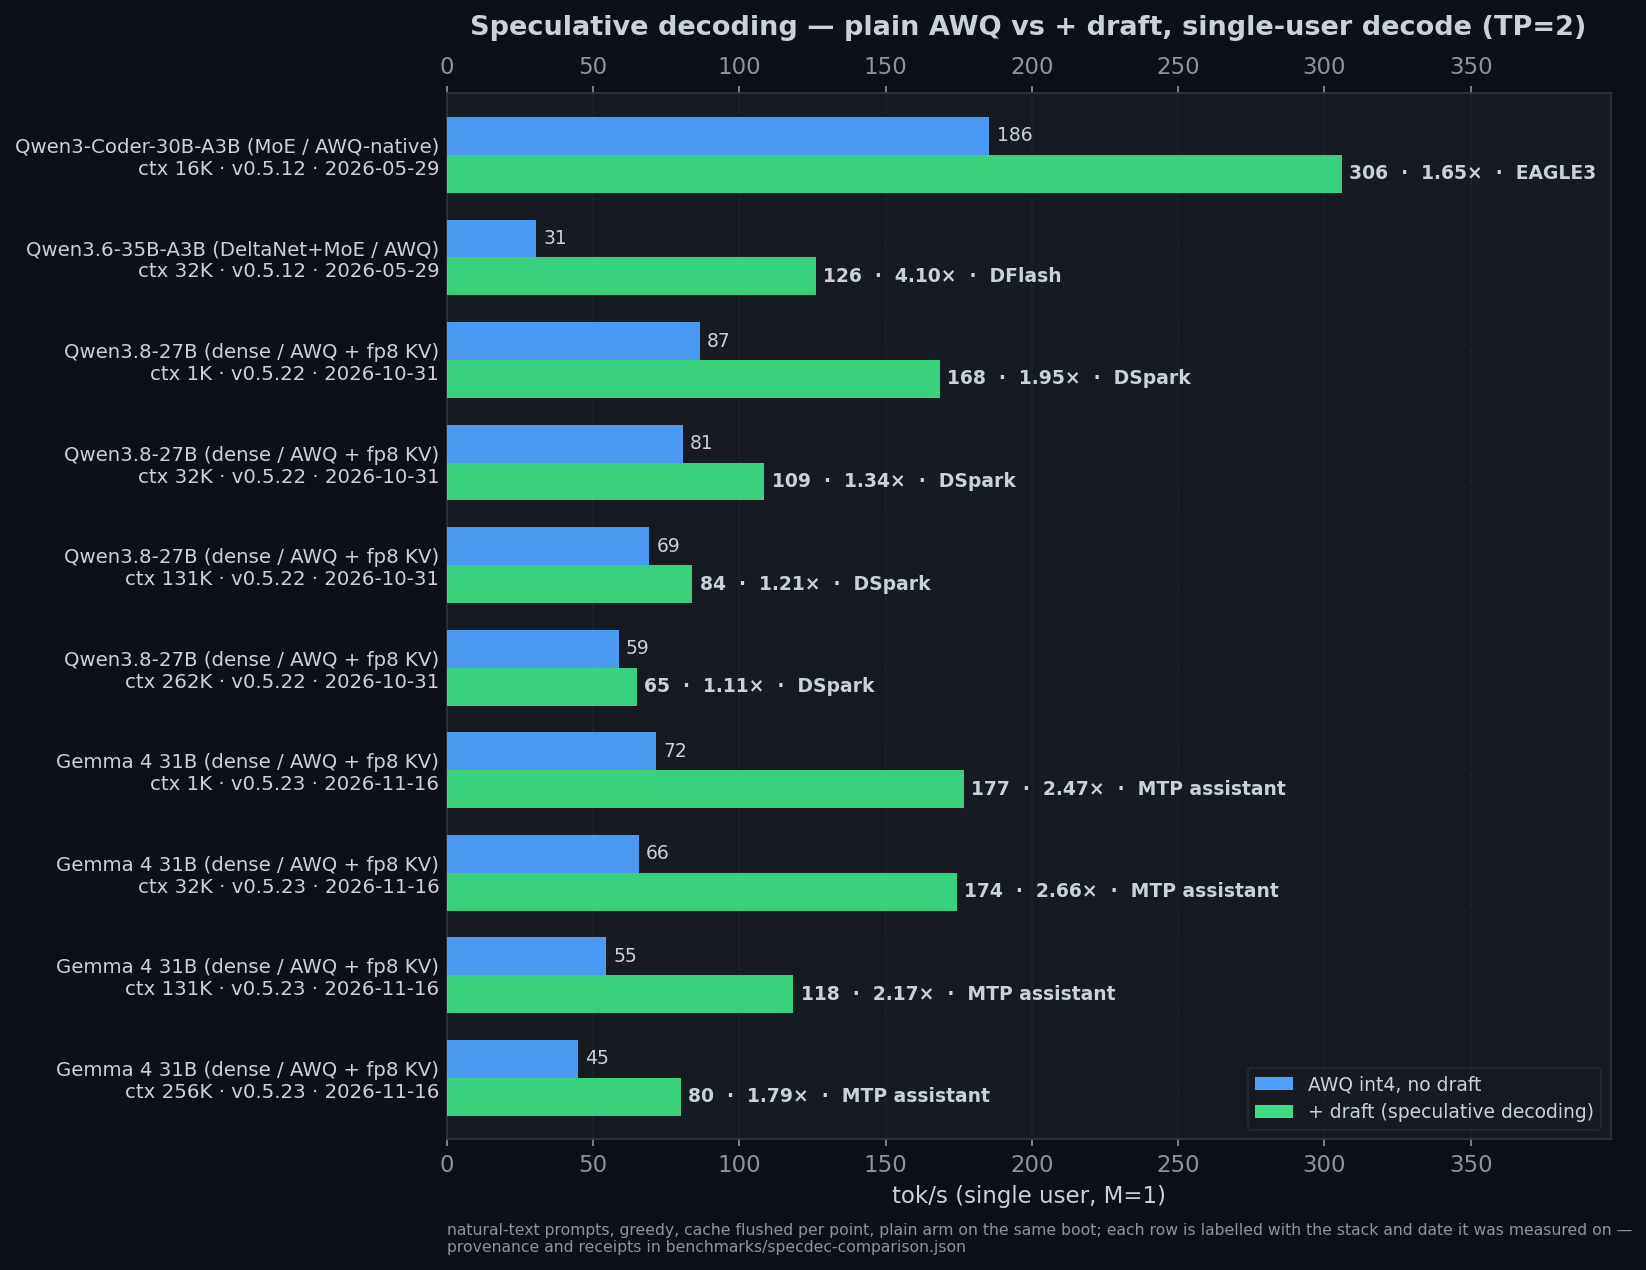 Speculative decoding — plain AWQ vs + draft, single-user decode (TP=2)
0 50 100 150 200 250 300 350
Qwen3-Coder-30B-A3B (MoE / AWQ-native)
ctx 16K · v0.5.12 · 2026-05-29
186
306 · 1.65× · EAGLE3
Qwen3.6-35B-A3B (DeltaNet+MoE / AWQ)
ctx 32K · v0.5.12 · 2026-05-29
31
126 · 4.10× · DFlash
Qwen3.8-27B (dense / AWQ + fp8 KV)
ctx 1K · v0.5.22 · 2026-10-31
87
168 · 1.95× · DSpark
Qwen3.8-27B (dense / AWQ + fp8 KV)
ctx 32K · v0.5.22 · 2026-10-31
81
109 · 1.34× · DSpark
Qwen3.8-27B (dense / AWQ + fp8 KV)
ctx 131K · v0.5.22 · 2026-10-31
69
84 · 1.21× · DSpark
Qwen3.8-27B (dense / AWQ + fp8 KV)
ctx 262K · v0.5.22 · 2026-10-31
59
65 · 1.11× · DSpark
Gemma 4 31B (dense / AWQ + fp8 KV)
ctx 1K · v0.5.23 · 2026-11-16
72
177 · 2.47× · MTP assistant
Gemma 4 31B (dense / AWQ + fp8 KV)
ctx 32K · v0.5.23 · 2026-11-16
66
174 · 2.66× · MTP assistant
Gemma 4 31B (dense / AWQ + fp8 KV)
ctx 131K · v0.5.23 · 2026-11-16
55
118 · 2.17× · MTP assistant
Gemma 4 31B (dense / AWQ + fp8 KV)
ctx 256K · v0.5.23 · 2026-11-16
45
80 · 1.79× · MTP assistant
AWQ int4, no draft
+ draft (speculative decoding)
0 50 100 150 200 250 300 350
tok/s (single user, M=1)
natural-text prompts, greedy, cache flushed per point, plain arm on the same boot; each row is labelled with the stack and date it was measured on —
provenance and receipts in benchmarks/specdec-comparison.json